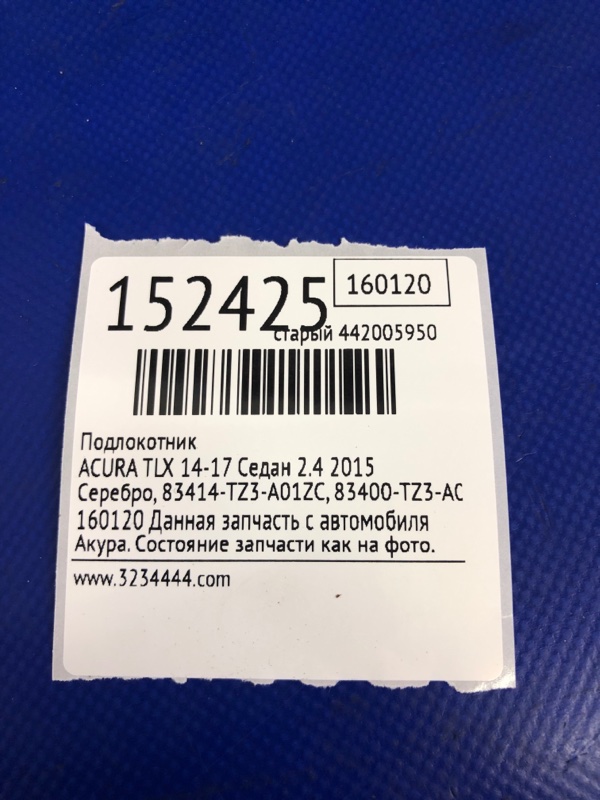 152425
160120
старый 442005950
Подлокотник
ACURA TLX 14-17 Седан 2.4 2015
Серебро, 83414-TZ3-A01ZC, 83400-TZ3-AC
160120 Данная запчасть с автомобиля
Акура. Состояние запчасти как на фото.
www.3234444.com